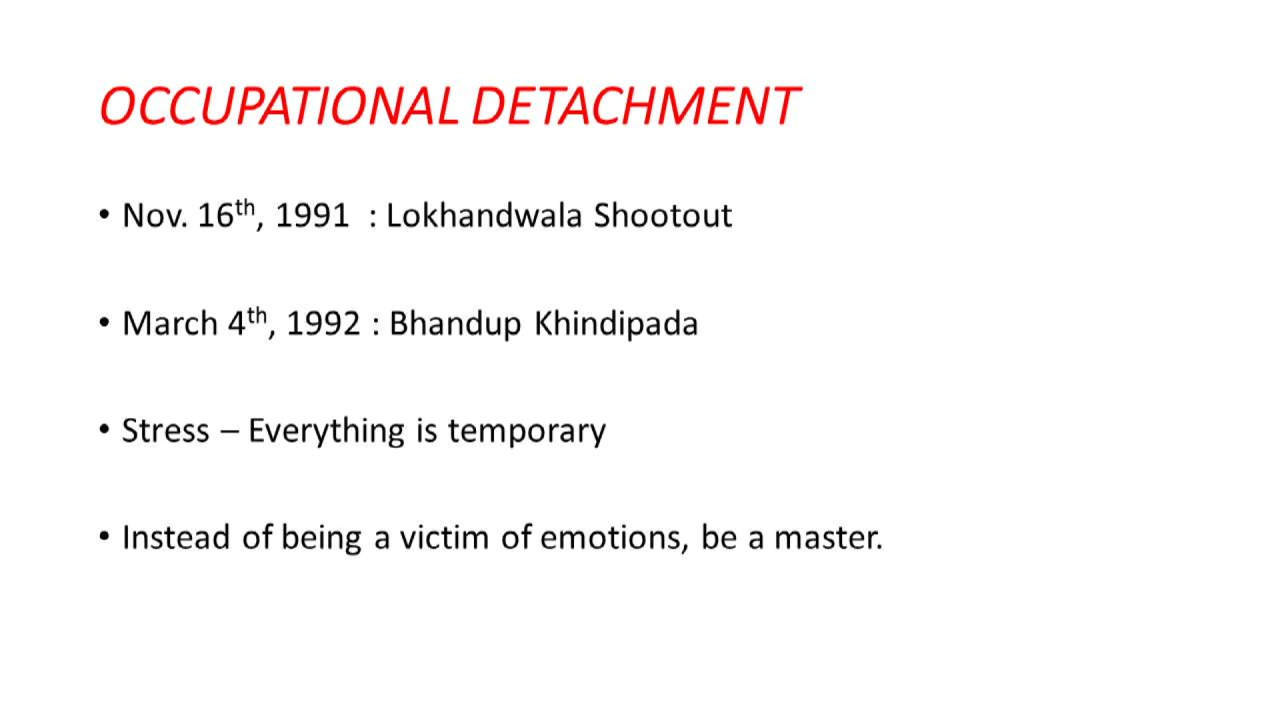 OCCUPATIONAL DETACHMENT
• Nov. 16th, 1991 : Lokhandwala Shootout
• March 4th, 1992 : Bhandup Khindipada
• Stress – Everything is temporary
• Instead of being a victim of emotions, be a master.